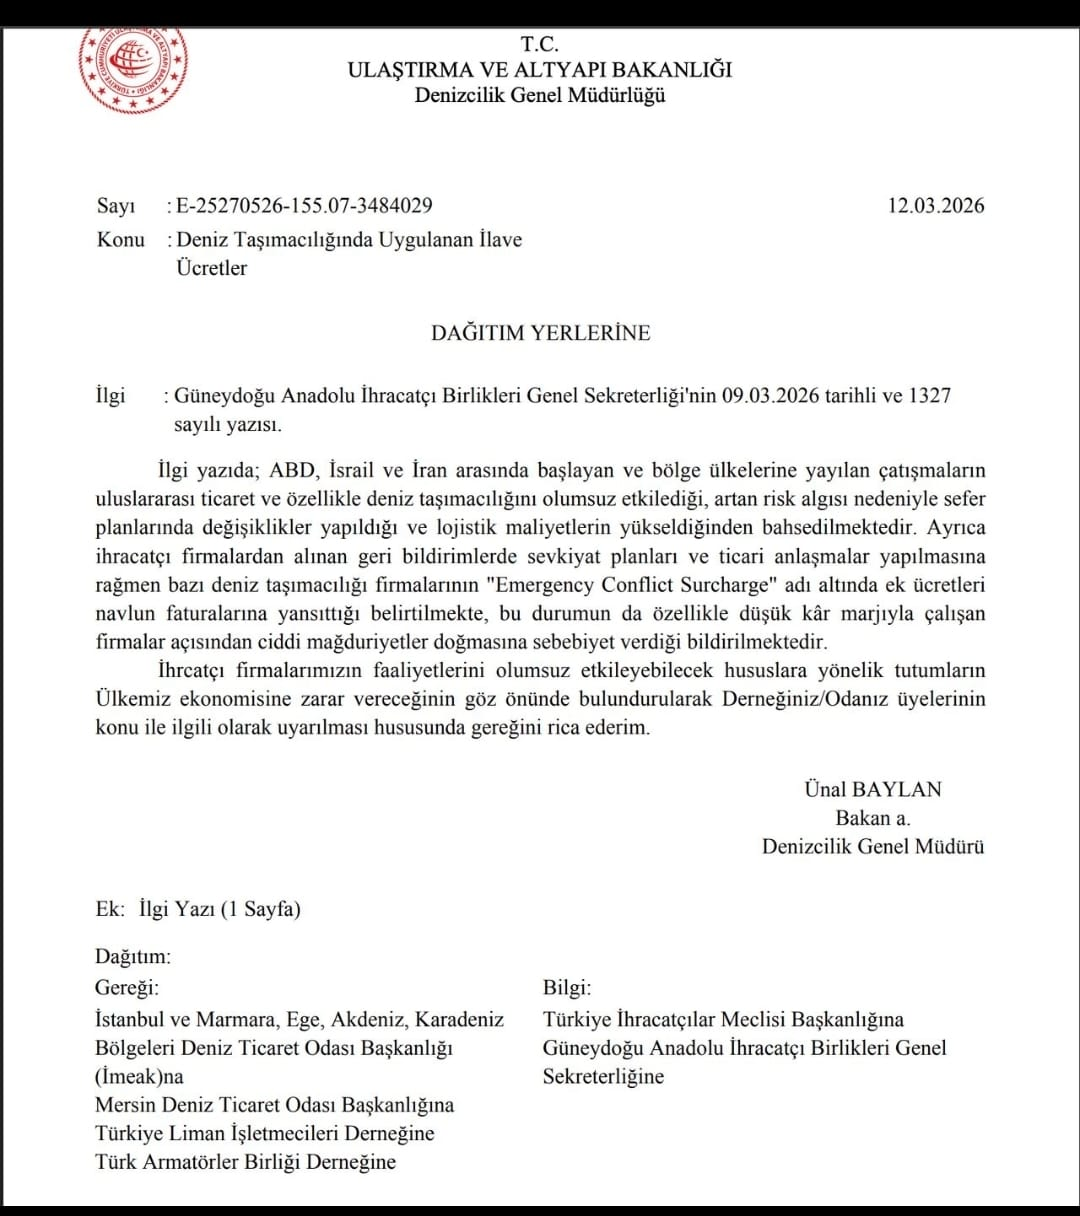 T.C.
ULAŞTIRMA VE ALTYAPI BAKANLIĞI
Denizcilik Genel Müdürlüğü
Sayı : E-25270526-155.07-3484029 12.03.2026
Konu : Deniz Taşımacılığında Uygulanan İlave
Ücretler
DAĞITIM YERLERİNE
İlgi : Güneydoğu Anadolu İhracatçı Birlikleri Genel Sekreterliği'nin 09.03.2026 tarihli ve 1327
sayılı yazısı.
İlgi yazıda; ABD, İsrail ve İran arasında başlayan ve bölge ülkelerine yayılan çatışmaların
uluslararası ticaret ve özellikle deniz taşımacılığını olumsuz etkilediği, artan risk algısı nedeniyle sefer
planlarında değişiklikler yapıldığı ve lojistik maliyetlerin yükseldiğinden bahsedilmektedir. Ayrıca
ihracatçı firmalardan alınan geri bildirimlerde sevkiyat planları ve ticari anlaşmalar yapılmasına
rağmen bazı deniz taşımacılığı firmalarının "Emergency Conflict Surcharge" adı altında ek ücretleri
navlun faturalarına yansıttığı belirtilmekte, bu durumun da özellikle düşük kâr marjıyla çalışan
firmalar açısından ciddi mağduriyetler doğmasına sebebiyet verdiği bildirilmektedir.
İhrcatçı firmalarımızın faaliyetlerini olumsuz etkileyebilecek hususlara yönelik tutumların
Ülkemiz ekonomisine zarar vereceğinin göz önünde bulundurularak Derneğiniz/Odanız üyelerinin
konu ile ilgili olarak uyarılması hususunda gereğini rica ederim.
Ünal BAYLAN
Bakan a.
Denizcilik Genel Müdürü
Ek: İlgi Yazı (1 Sayfa)
Dağıtım:
Gereği:
İstanbul ve Marmara, Ege, Akdeniz, Karadeniz
Bölgeleri Deniz Ticaret Odası Başkanlığı
(İmeak)na
Mersin Deniz Ticaret Odası Başkanlığına
Türkiye Liman İşletmecileri Derneğine
Türk Armatörler Birliği Derneğine
Bilgi:
Türkiye İhracatçılar Meclisi Başkanlığına
Güneydoğu Anadolu İhracatçı Birlikleri Genel
Sekreterliğine